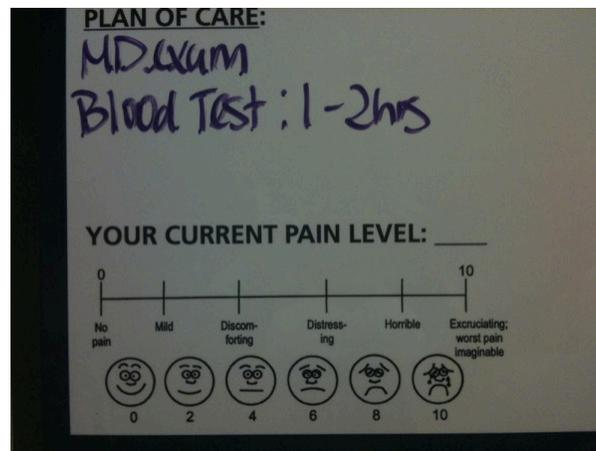 PLAN OF CARE:
MD.exam
Blood Test : 1-2hrs
YOUR CURRENT PAIN LEVEL: ____
0 10
No pain Mild Discom-forting Distress-ing Horrible Excruciating; worst pain imaginable
0 2 4 6 8 10